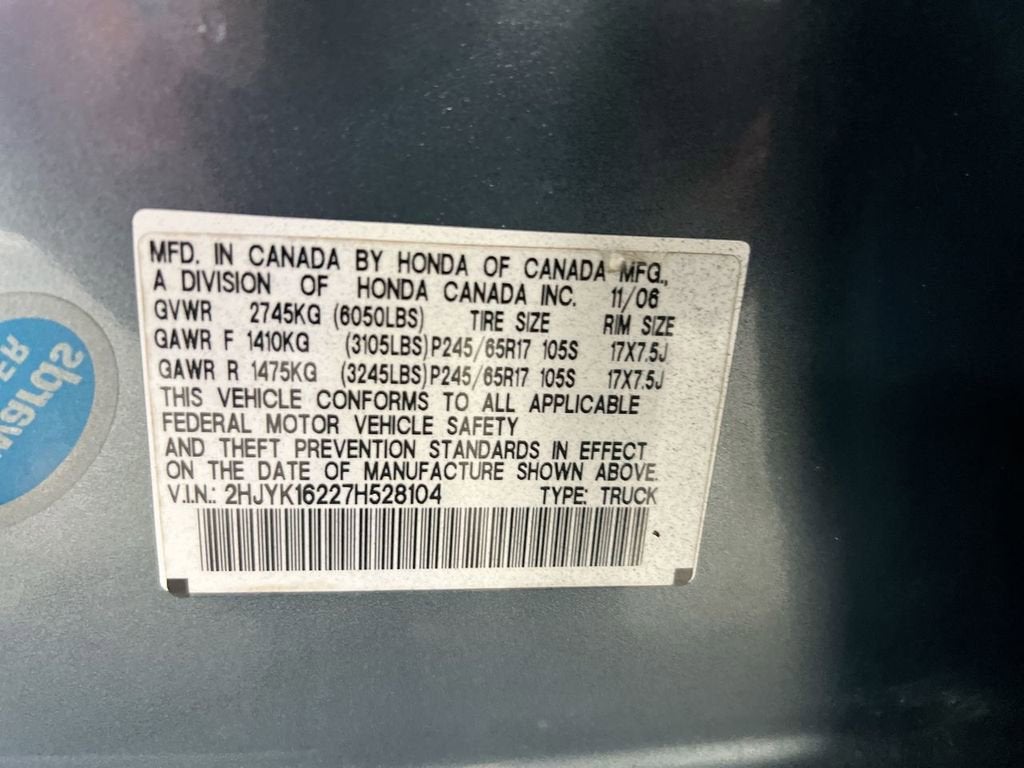 MFD. IN CANADA BY HONDA OF CANADA MFG.,
A DIVISION OF HONDA CANADA INC. 11/06
GVWR 2745KG (6050LBS) TIRE SIZE RIM SIZE
GAWR F 1410KG (3105LBS) P245/65R17 105S 17X7.5J
GAWR R 1475KG (3245LBS) P245/65R17 105S 17X7.5J
THIS VEHICLE CONFORMS TO ALL APPLICABLE
FEDERAL MOTOR VEHICLE SAFETY
AND THEFT PREVENTION STANDARDS IN EFFECT
ON THE DATE OF MANUFACTURE SHOWN ABOVE.
V.I.N.: 2HJYK16227H528104 TYPE: TRUCK